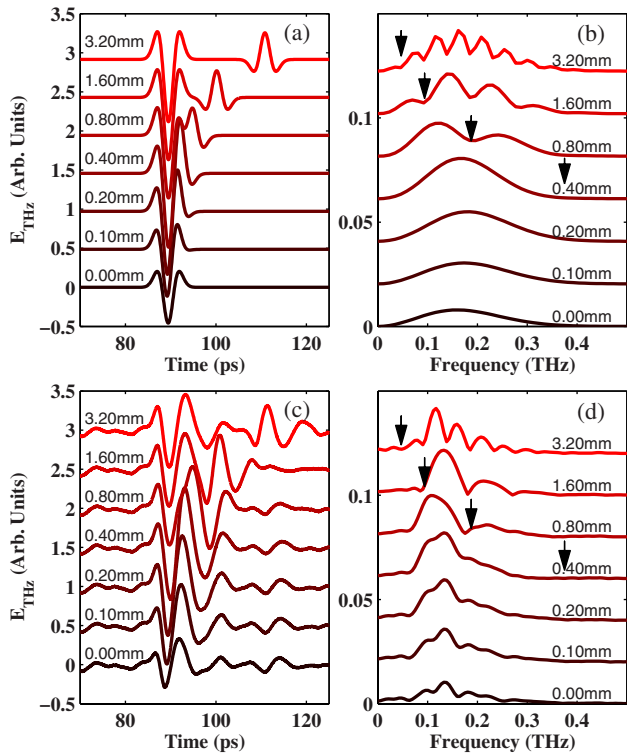 (a)
3.5
3
2.5
2
1.5
1
0.5
0
−0.5
E_THz (Arb. Units)
3.20mm
1.60mm
0.80mm
0.40mm
0.20mm
0.10mm
0.00mm
80
100
120
Time (ps)
(b)
0.1
0.05
0
3.20mm
1.60mm
0.80mm
0.40mm
0.20mm
0.10mm
0.00mm
0
0.1
0.2
0.3
0.4
Frequency (THz)
(c)
3.5
3
2.5
2
1.5
1
0.5
0
−0.5
E_THz (Arb. Units)
3.20mm
1.60mm
0.80mm
0.40mm
0.20mm
0.10mm
0.00mm
80
100
120
Time (ps)
(d)
0.1
0.05
0
3.20mm
1.60mm
0.80mm
0.40mm
0.20mm
0.10mm
0.00mm
0
0.1
0.2
0.3
0.4
Frequency (THz)